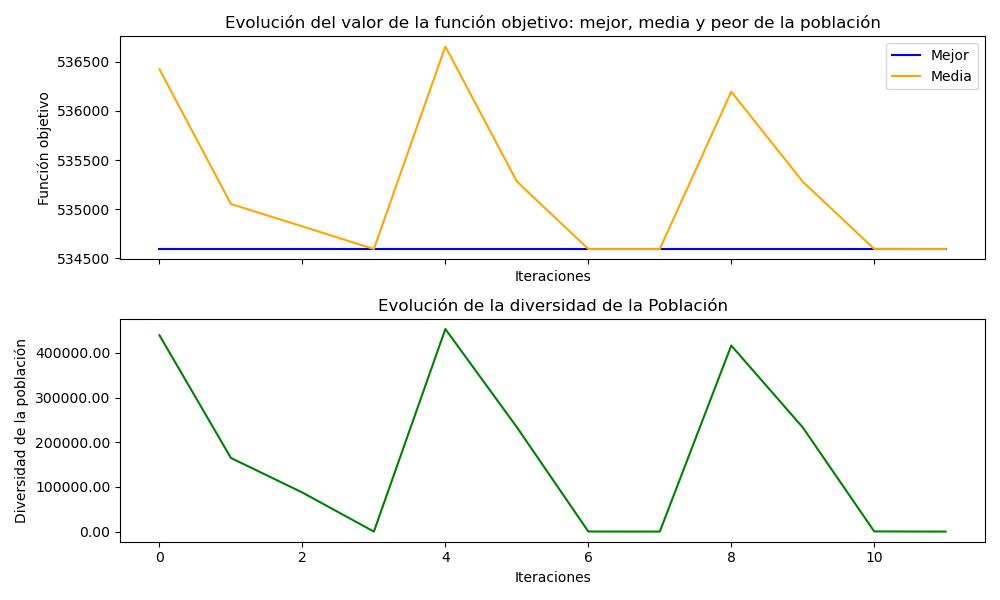 Evolución del valor de la función objetivo: mejor, media y peor de la población
Función objetivo
536500
536000
535500
535000
534500
Mejor
Media
Iteraciones
Evolución de la diversidad de la Población
Diversidad de la población
400000.00
300000.00
200000.00
100000.00
0.00
0 2 4 6 8 10
Iteraciones